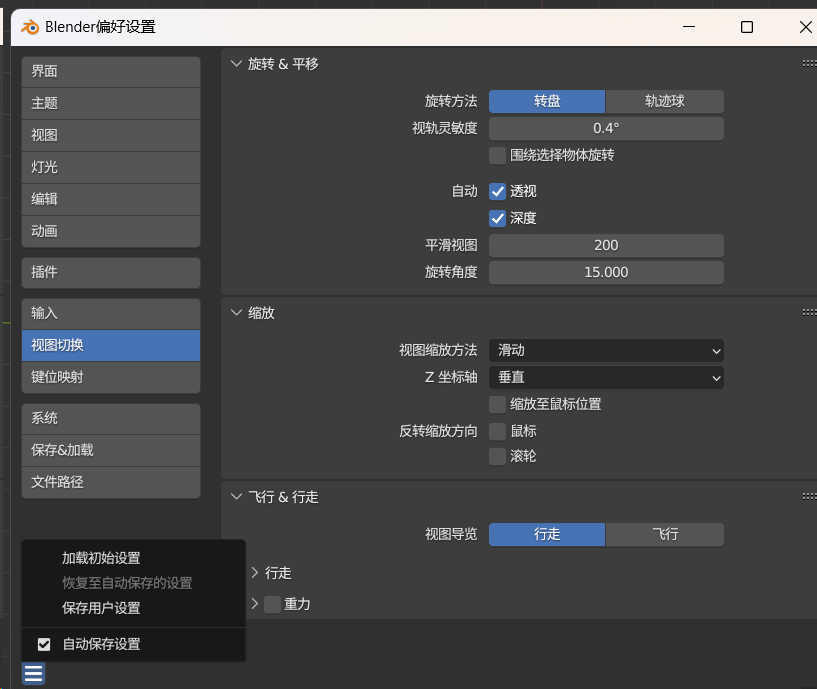 Blender偏好设置
界面
主题
视图
灯光
编辑
动画
插件
输入
视图切换
键位映射
系统
保存&加载
文件路径
加载初始设置
恢复至自动保存的设置
保存用户设置
自动保存设置
旋转 & 平移
旋转方法 转盘 轨迹球
视轨灵敏度 0.4°
围绕选择物体旋转
自动 透视
深度
平滑视图 200
旋转角度 15.000
缩放
视图缩放方法 滑动
Z 坐标轴 垂直
缩放至鼠标位置
反转缩放方向 鼠标
滚轮
飞行 & 行走
视图导览 行走 飞行
行走
重力